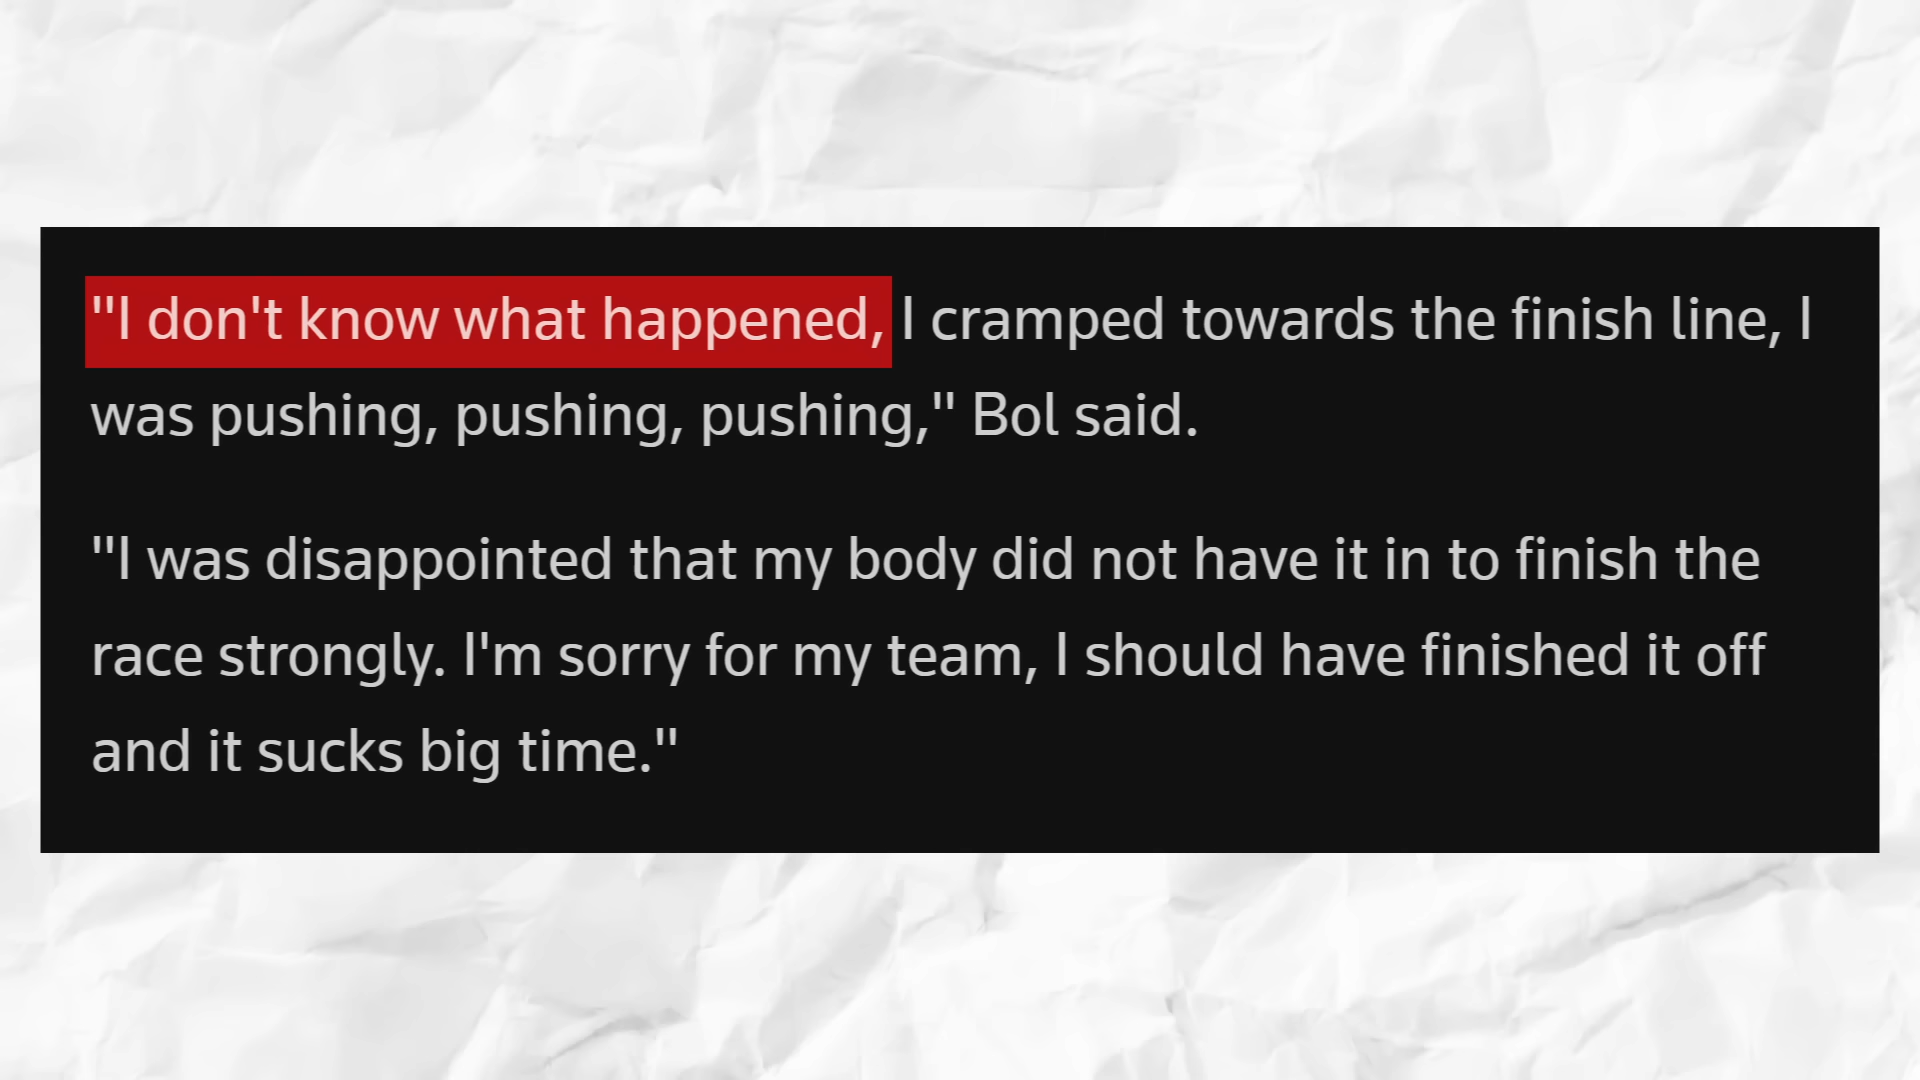 "I don't know what happened, I cramped towards the finish line, I
was pushing, pushing, pushing," Bol said.
"I was disappointed that my body did not have it in to finish the
race strongly. I'm sorry for my team, I should have finished it off
and it sucks big time."